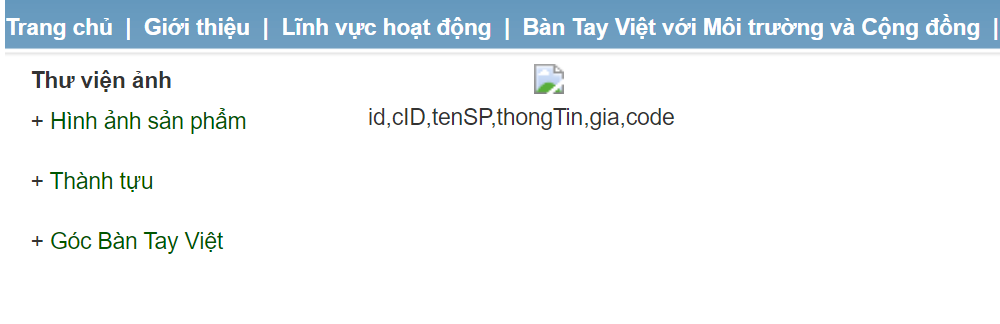 Trang chủ | Giới thiệu | Lĩnh vực hoạt động | Bàn Tay Việt với Môi trường và Cộng đồng |
Thư viện ảnh
+ Hình ảnh sản phẩm
+ Thành tựu
+ Góc Bàn Tay Việt
id,cID,tenSP,thongTin,gia,code